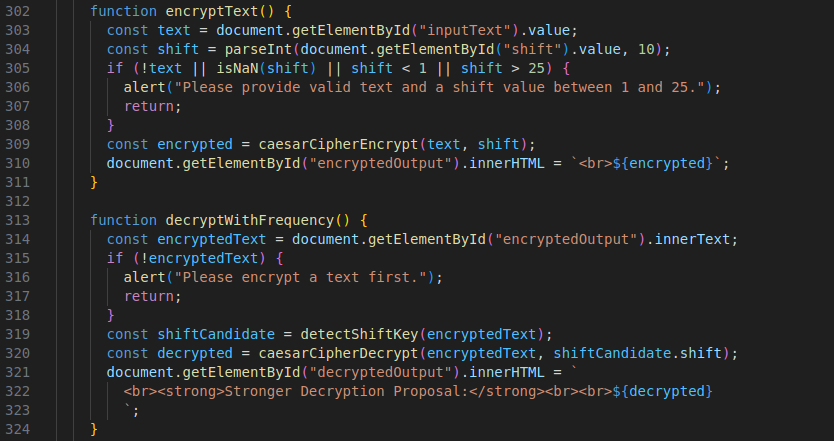 302 function encryptText() {
303 const text = document.getElementById("inputText").value;
304 const shift = parseInt(document.getElementById("shift").value, 10);
305 if (!text || isNaN(shift) || shift < 1 || shift > 25) {
306 alert("Please provide valid text and a shift value between 1 and 25.");
307 return;
308 }
309 const encrypted = caesarCipherEncrypt(text, shift);
310 document.getElementById("encryptedOutput").innerHTML = `<br>${encrypted}`;
311 }
312
313 function decryptWithFrequency() {
314 const encryptedText = document.getElementById("encryptedOutput").innerText;
315 if (!encryptedText) {
316 alert("Please encrypt a text first.");
317 return;
318 }
319 const shiftCandidate = detectShiftKey(encryptedText);
320 const decrypted = caesarCipherDecrypt(encryptedText, shiftCandidate.shift);
321 document.getElementById("decryptedOutput").innerHTML = `
322 <br><strong>Stronger Decryption Proposal:</strong><br><br>${decrypted}
323 `;
324 }